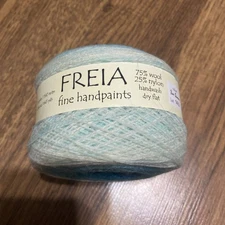 FREIA
fine handpaints
75% wool
25% nylon
handwash
dry flat